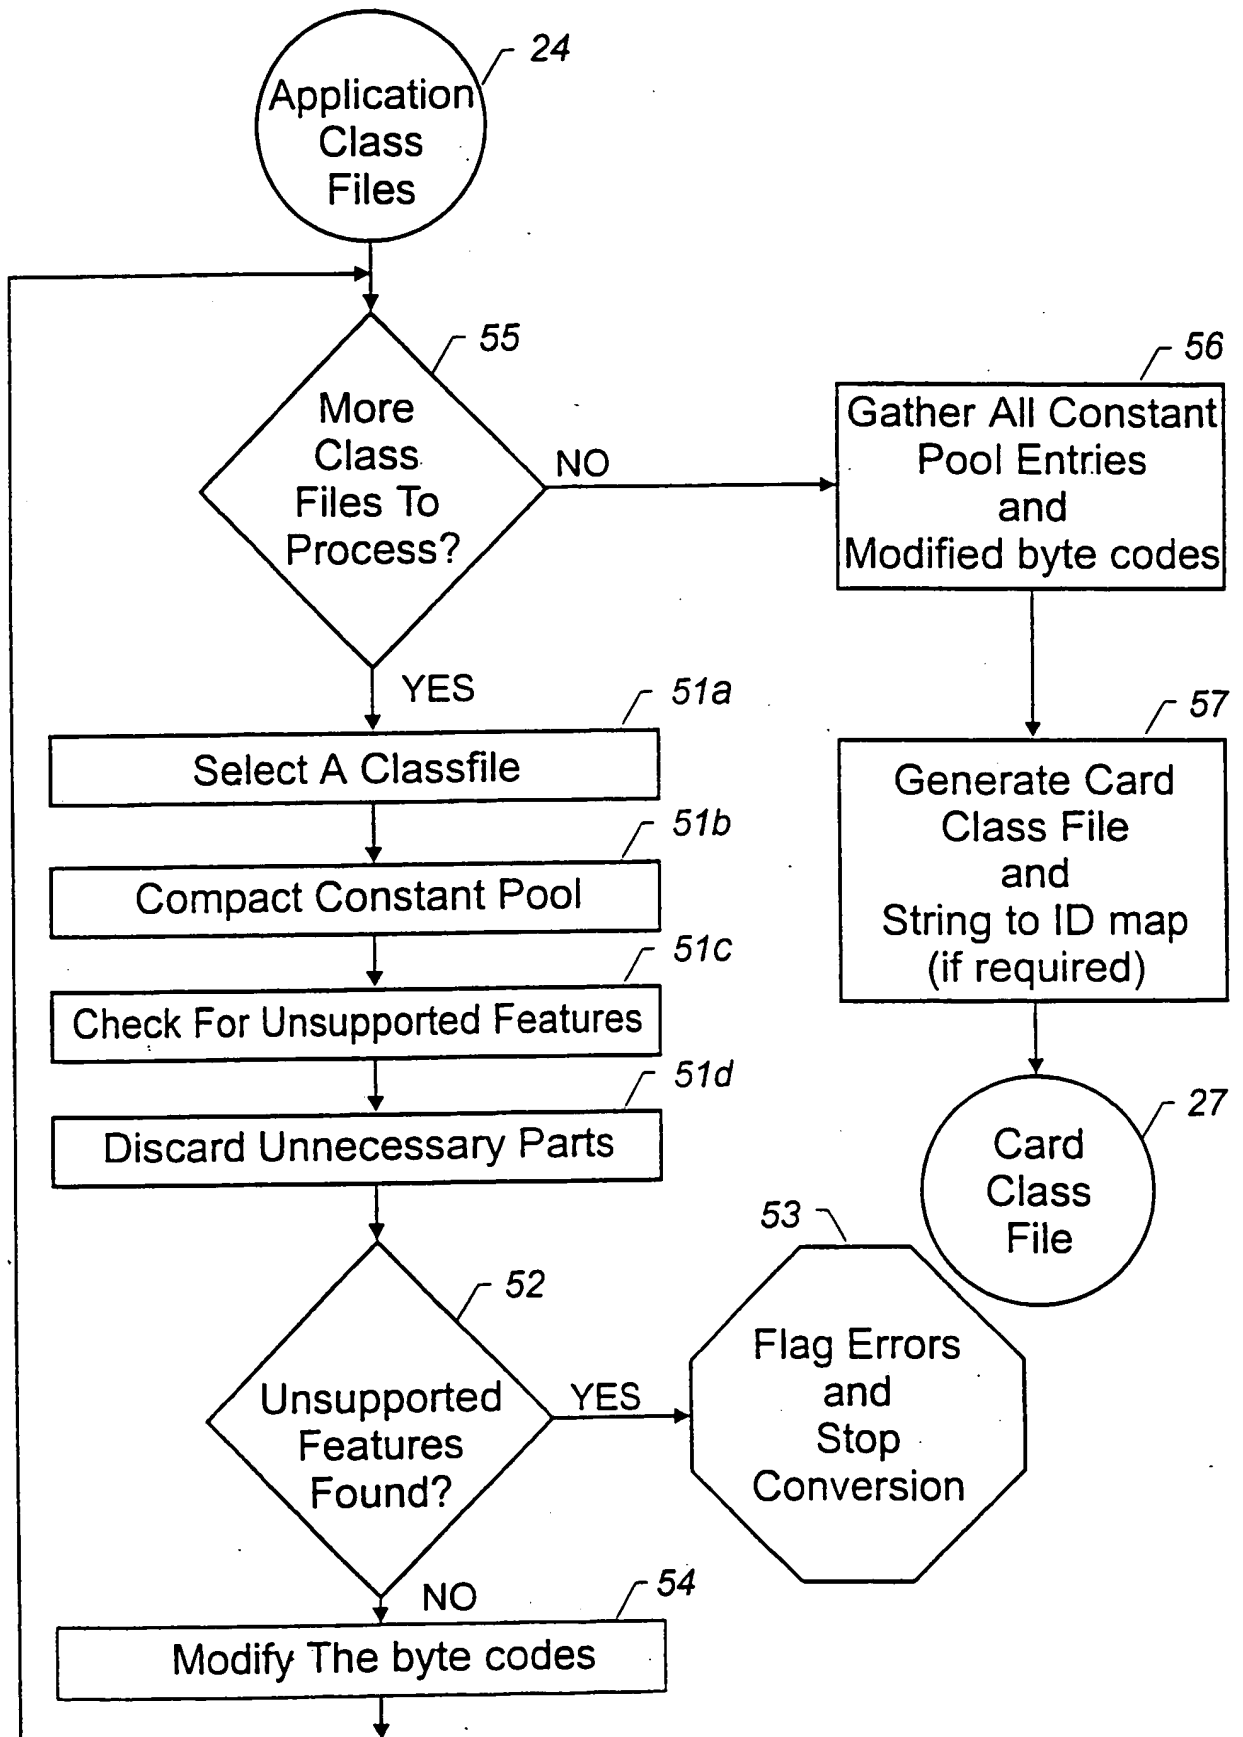 24
Application
Class
Files
55
More
Class
Files To
Process?
NO
YES
56
Gather All Constant
Pool Entries
and
Modified byte codes
51a
Select A Classfile
57
Generate Card
Class File
and
String to ID map
(if required)
51b
Compact Constant Pool
51c
Check For Unsupported Features
51d
Discard Unnecessary Parts
27
Card
Class
File
52
Unsupported
Features
Found?
YES
NO
53
Flag Errors
and
Stop
Conversion
54
Modify The byte codes